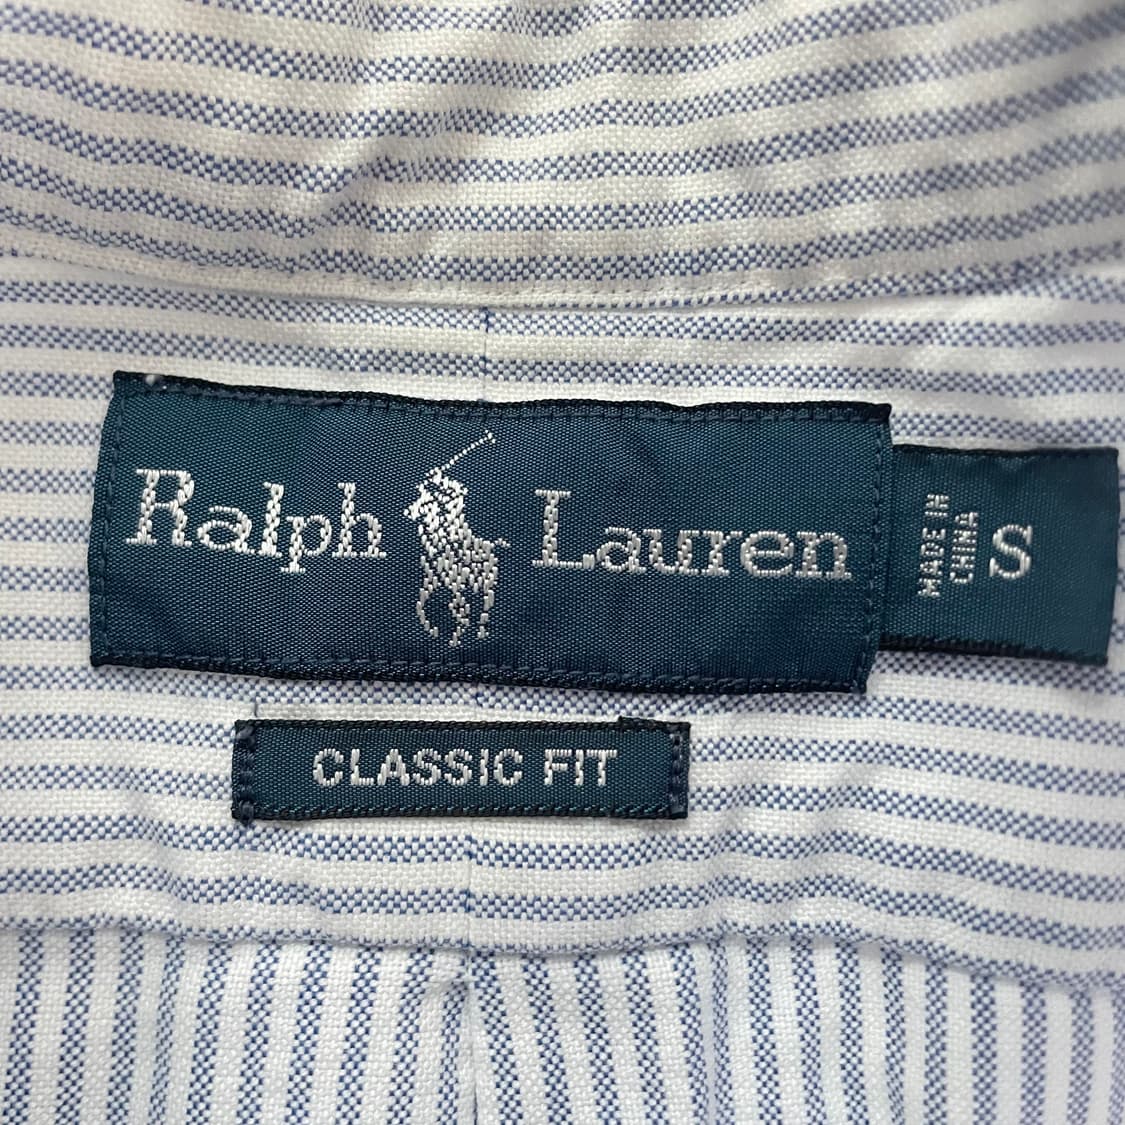 Ralph Lauren
MADE IN
CHINA
S
CLASSIC FIT